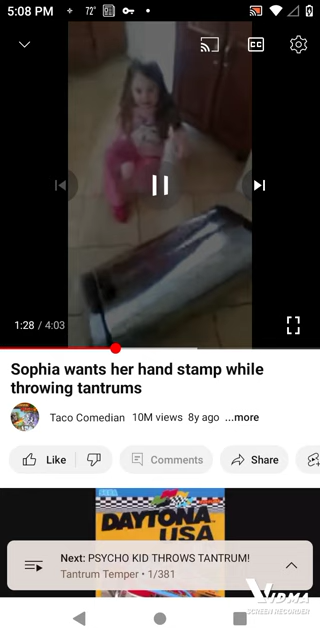 5:08 PM 72°
CC
1:28 / 4:03
Sophia wants her hand stamp while
throwing tantrums
Taco Comedian 10M views 8y ago ...more
Like Comments Share
DAYTONA
USA
Next: PSYCHO KID THROWS TANTRUM!
Tantrum Temper • 1/381
VIDMA
SCREEN RECORDER